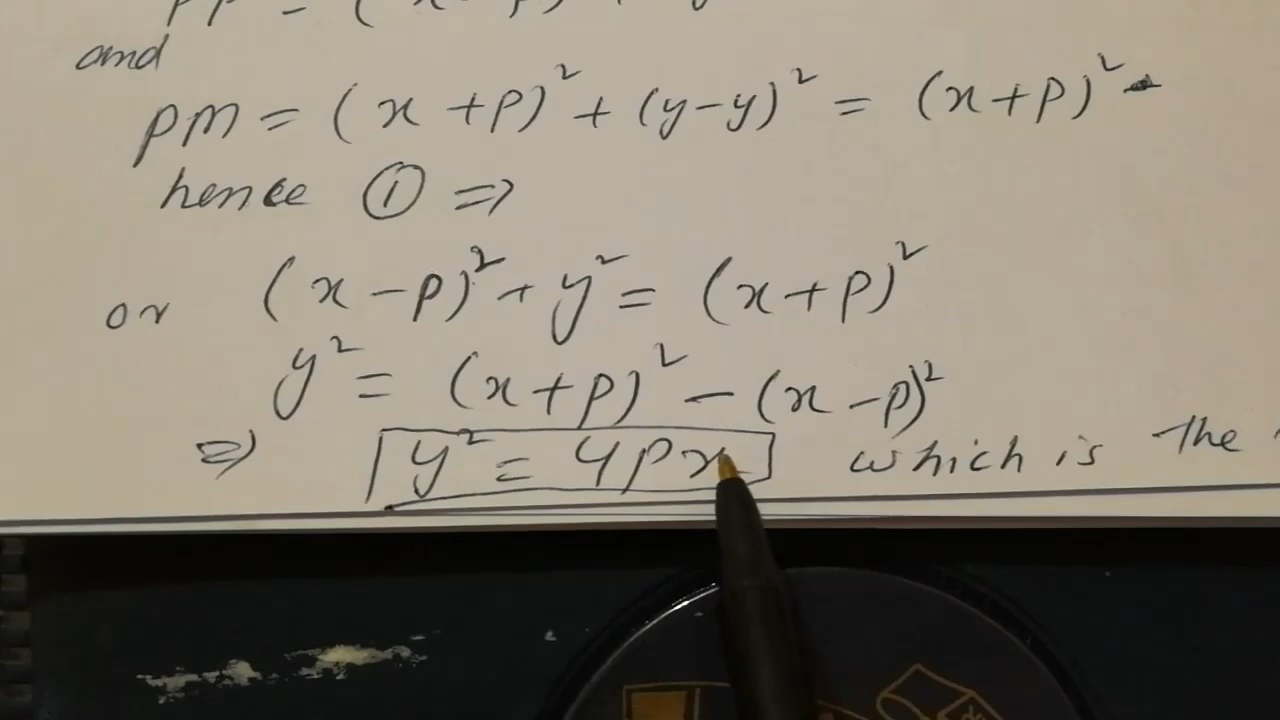 and
PM = (x + P)² + (y-y)² = (x+P)²
hence ① =>
or (x - P)² + y² = (x+P)²
y² = (x+P)² - (x-P)²
=> y² = 4Px which is the